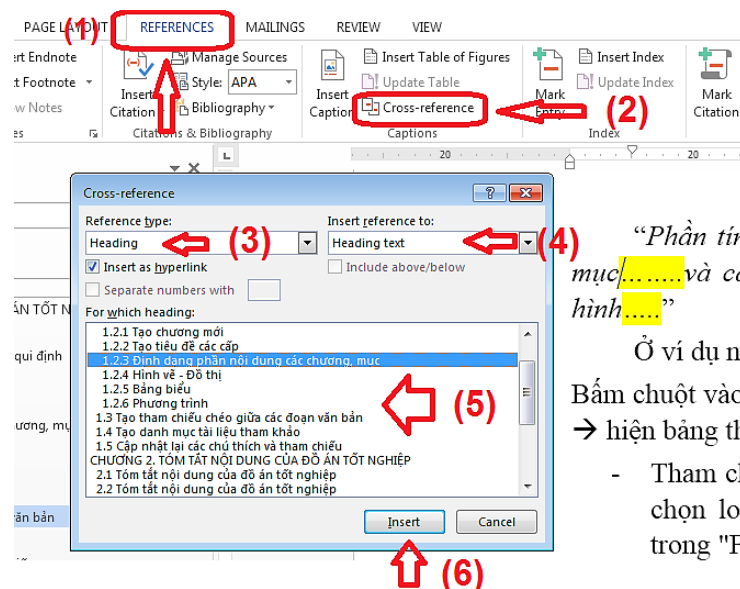 PAGE LAYOUT REFERENCES MAILINGS REVIEW VIEW
(1)
Endnote Manage Sources Insert Table of Figures Insert Index
Footnote Style: APA Update Table Update Index
Notes Insert Citation Bibliography Insert Caption Cross-reference Mark Entry Mark Citation
(2)
Citations & Bibliography Captions Index
20 20
Cross-reference
Reference type: Insert reference to:
Heading (3) Heading text (4)
Insert as hyperlink Include above/below
Separate numbers with
For which heading:
1.2.1 Tạo chương mới
1.2.2 Tạo tiêu đề các cấp
1.2.3 Định dạng phần nội dung các chương, mục
1.2.4 Hình vẽ - Đồ thị
1.2.5 Bảng biểu
1.2.6 Phương trình
1.3 Tạo tham chiếu chéo giữa các đoạn văn bản
1.4 Tạo danh mục tài liệu tham khảo
1.5 Cập nhật lại các chú thích và tham chiếu
CHƯƠNG 2. TÓM TẮT NỘI DUNG CỦA ĐỒ ÁN TỐT NGHIỆP
2.1 Tóm tắt nội dung của đồ án tốt nghiệp
2.2 Tóm tắt nội dung của đồ án tốt nghiệp
(5)
Insert Cancel
(6)
ÁN TỐT N
qui định
ương, mụ
ăn bản
“Phần tín
mục........và cá
hình.....”
Ở ví dụ n
Bấm chuột vào
→ hiện bảng th
- Tham ch
chọn lo
trong "F